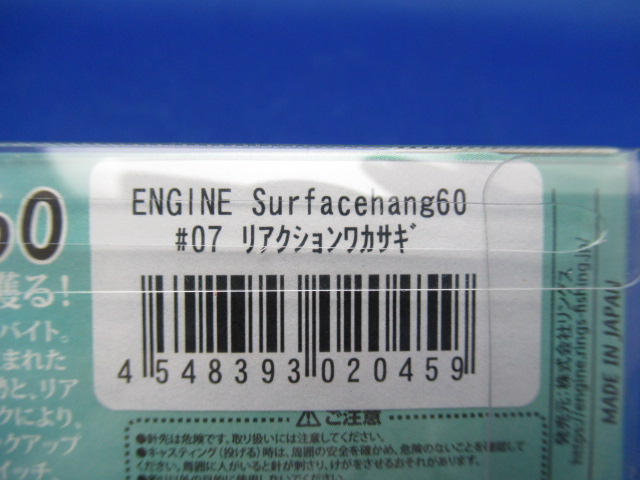 ENGINE Surfacehang60
#07 リアクションワカサギ
4 548393 020459
60
獲る!
バイト。
まれた
勢と、リア
クにより、
ックアップ
イッチ
⚠ご注意
●針先は危険です。取り扱いには注意してください。
●キャスティング(投げる)時は、周囲の安全を確かめ、危険のないことを確認して
ください。周囲に人がいると針が刺さり、けがをさせるおそれがあります。
発売元:株式会社リングス
https://engine.rings-fishing.jp/
MADE IN JAPAN